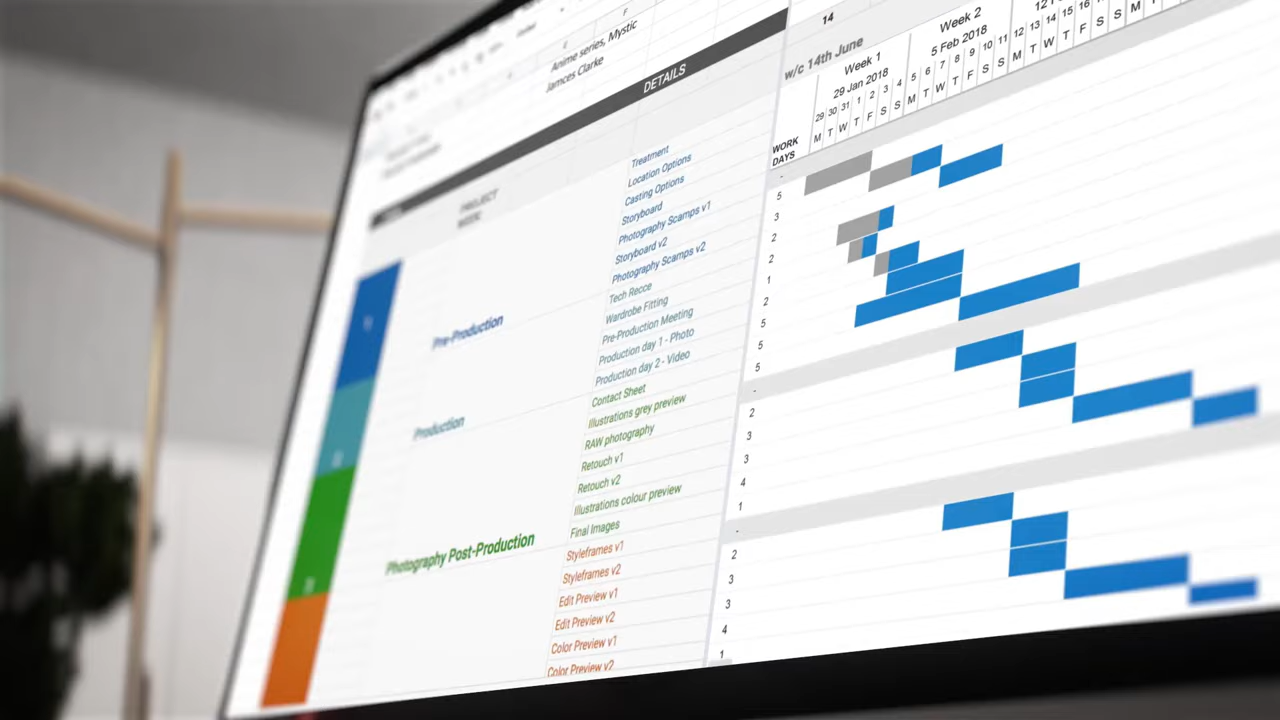 F
E
Anime series, Mystic
Jamces Clarke
DETAILS
PROJECT
WEEK:
14
w/c 14th June
Week 1
Week 2
29 Jan 2018
5 Feb 2018
29 30 31 1 2 3 4 5 6 7 8 9 10 11 12 13 14 15 16
M T W T F S S M T W T F S S M T W T F S S M
WORK
DAYS
Treatment
Location Options
Casting Options
Storyboard
Photography Scamps v1
Storyboard v2
Photography Scamps v2
Pre-Production
Tech Recce
Wardrobe Fitting
Pre-Production Meeting
Production day 1 - Photo
Production day 2 - Video
Production
Contact Sheet
Illustrations grey preview
RAW photography
Retouch v1
Retouch v2
Illustrations colour preview
Final Images
Photography Post-Production
Styleframes v1
Styleframes v2
Edit Preview v1
Edit Preview v2
Color Preview v1
Color Preview v2
-
5
3
2
2
2
5
5
5
-
2
3
3
4
1
-
2
3
3
4
1